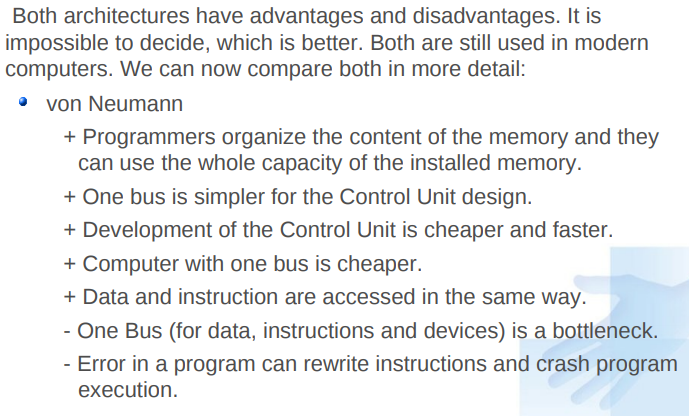 Both architectures have advantages and disadvantages. It is
impossible to decide, which is better. Both are still used in modern
computers. We can now compare both in more detail:
von Neumann
+ Programmers organize the content of the memory and they
can use the whole capacity of the installed memory.
+ One bus is simpler for the Control Unit design.
+ Development of the Control Unit is cheaper and faster.
+ Computer with one bus is cheaper.
+ Data and instruction are accessed in the same way.
- One Bus (for data, instructions and devices) is a bottleneck.
- Error in a program can rewrite instructions and crash program
execution.